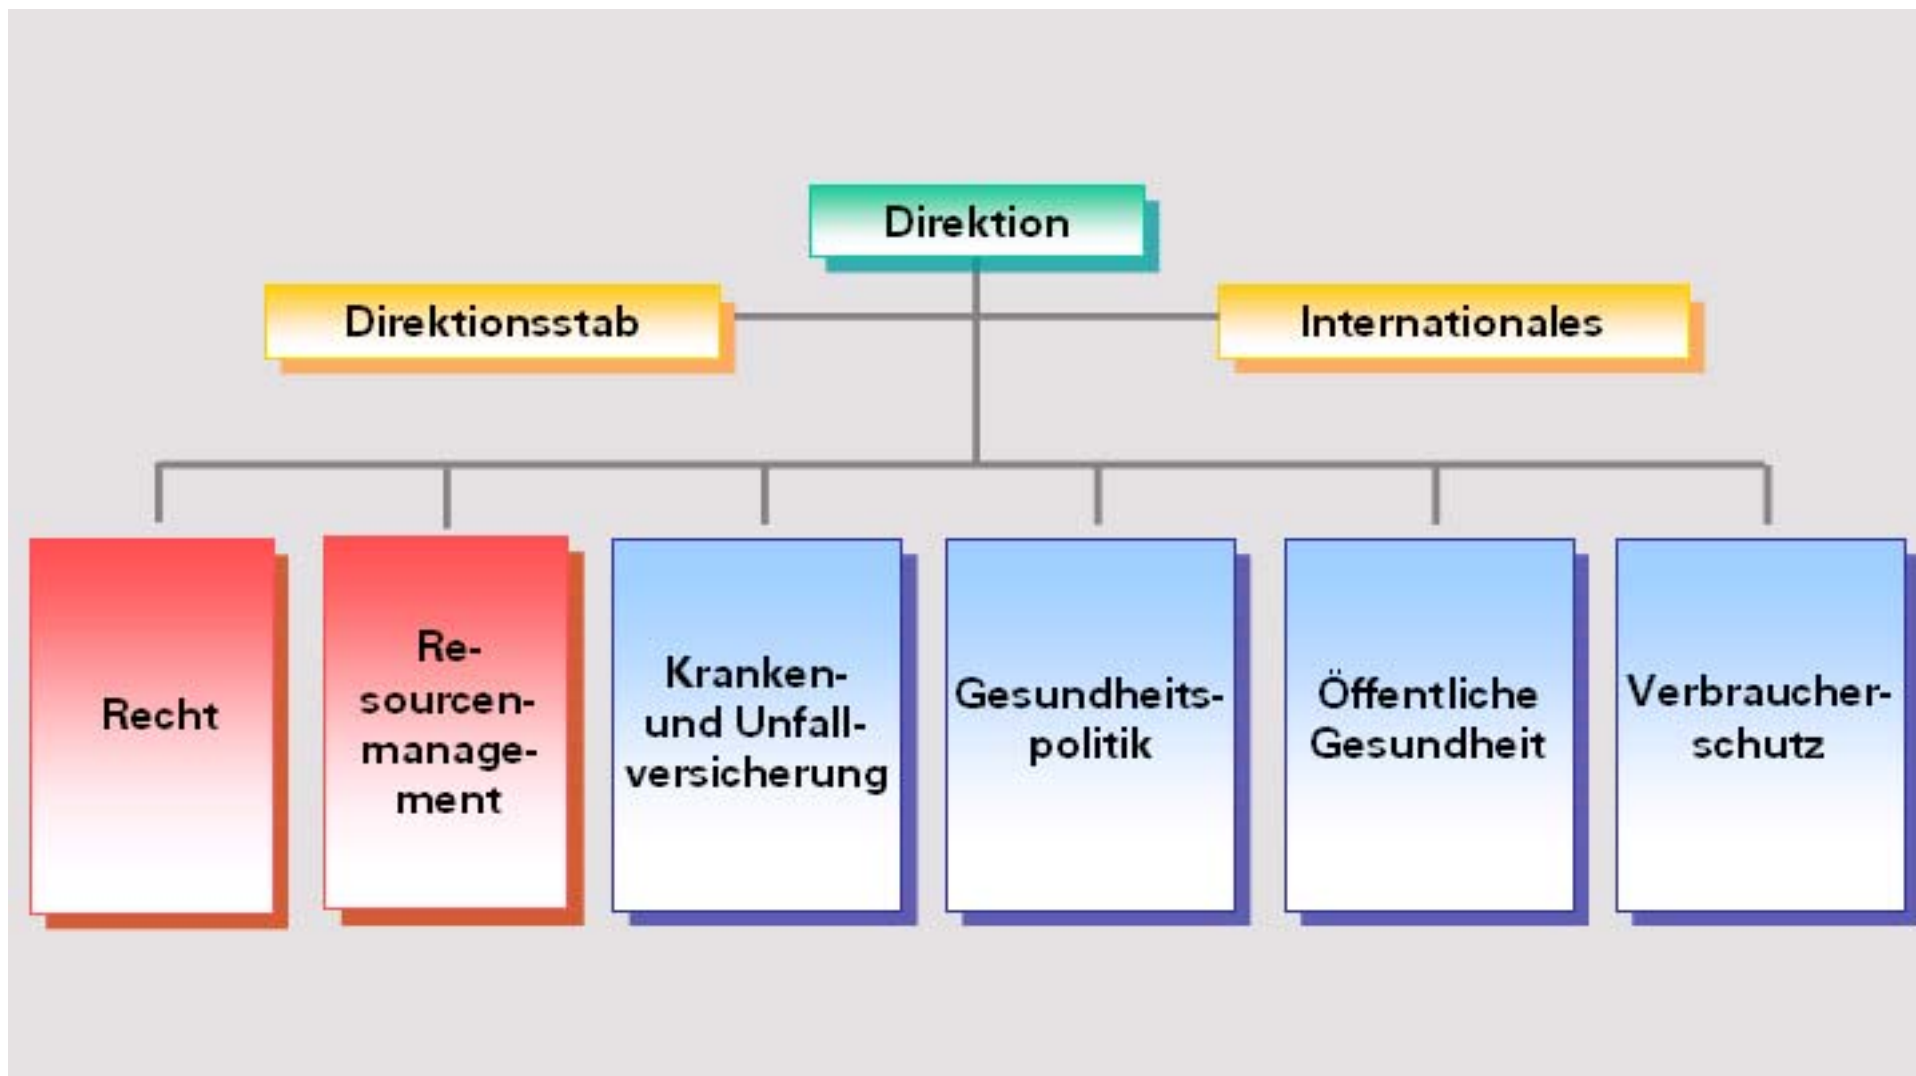 Direktion
Direktionsstab
Internationales
Recht
Re-
sourcen-
manage-
ment
Kranken-
und Unfall-
versicherung
Gesundheits-
politik
Öffentliche
Gesundheit
Verbraucher-
schutz